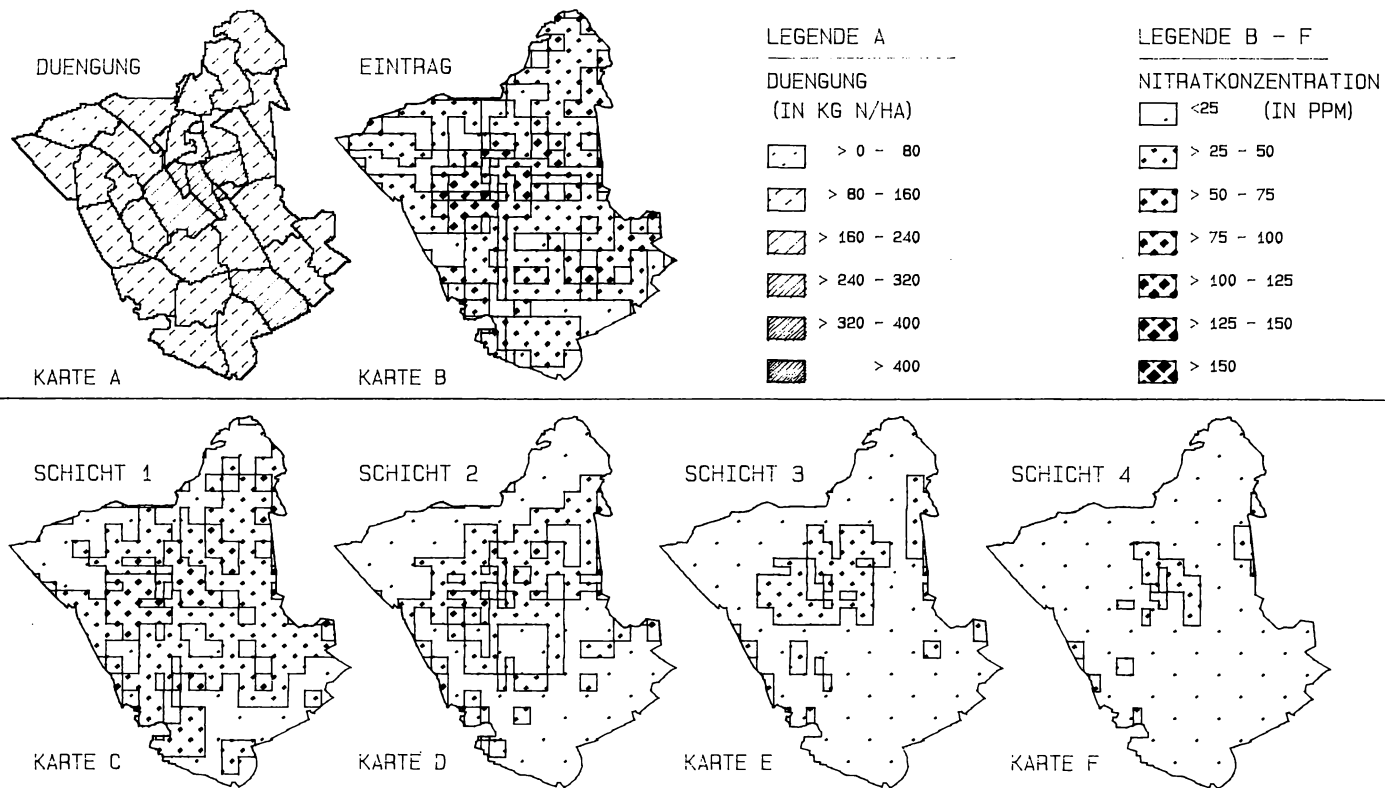 DUENGUNG
KARTE A
EINTRAG
KARTE B
LEGENDE A
DUENGUNG
(IN KG N/HA)
> 0 - 80
> 80 - 160
> 160 - 240
> 240 - 320
> 320 - 400
> 400
LEGENDE B - F
NITRATKONZENTRATION
<25 (IN PPM)
> 25 - 50
> 50 - 75
> 75 - 100
> 100 - 125
> 125 - 150
> 150
SCHICHT 1
KARTE C
SCHICHT 2
KARTE D
SCHICHT 3
KARTE E
SCHICHT 4
KARTE F